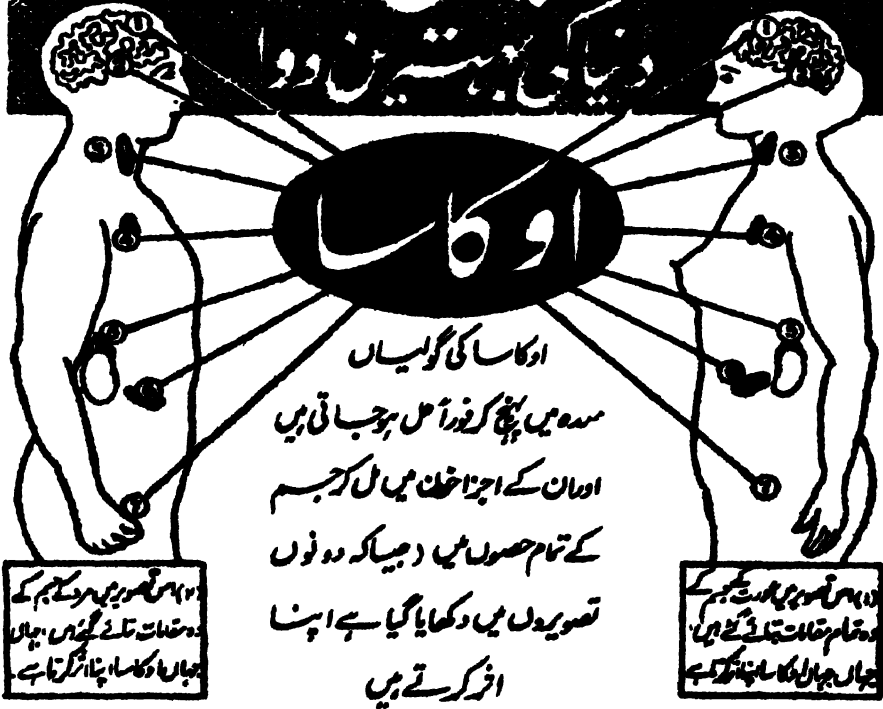 دنیا کی بہترین دوا
اوکاسا
اوکاسا کی گولیاں
معدہ میں پہنچ کر فوراً حل ہو جاتی ہیں
اور ان کے اجزا خون میں مل کر جسم
کے تمام حصوں میں (جیسا کہ دونوں
تصویروں میں دکھایا گیا ہے اپنا
اثر کرتے ہیں
(۱) اس تصویر میں عورت کے جسم کے
وہ تمام مقامات بتائے گئے ہیں
جہاں جہاں اوکاسا اپنا اثر کرتا ہے
(۲) اس تصویر میں مرد کے جسم کے
وہ مقامات بتائے گئے ہیں، جہاں
جہاں اوکاسا اپنا اثر کرتا ہے۔